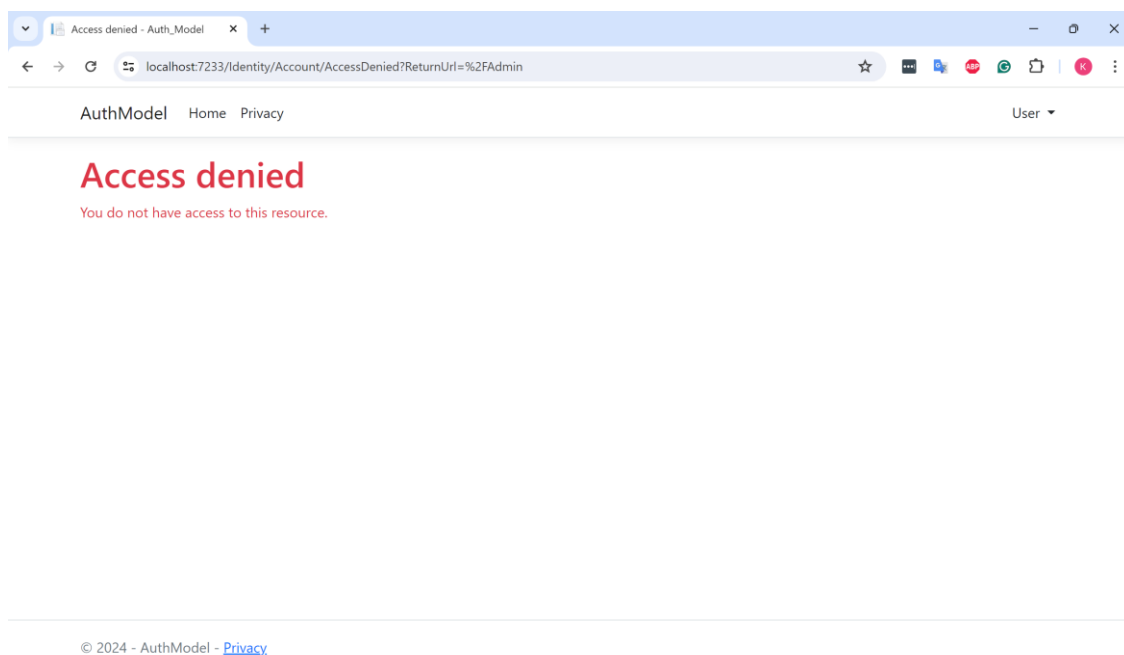 Access denied - Auth_Model
localhost:7233/Identity/Account/AccessDenied?ReturnUrl=%2FAdmin
ABP
G
K
AuthModel Home Privacy User
Access denied
You do not have access to this resource.
© 2024 - AuthModel - Privacy